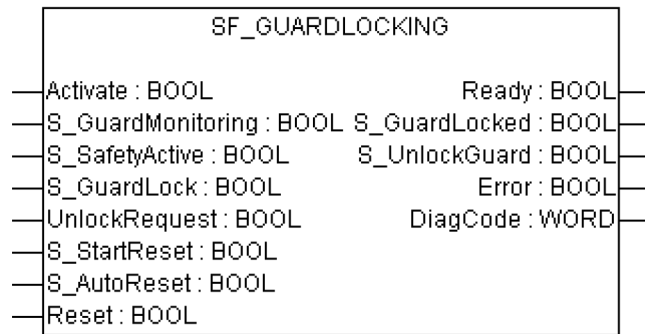 SF_GUARDLOCKING
Activate : BOOL Ready : BOOL
S_GuardMonitoring : BOOL S_GuardLocked : BOOL
S_SafetyActive : BOOL S_UnlockGuard : BOOL
S_GuardLock : BOOL Error : BOOL
UnlockRequest : BOOL DiagCode : WORD
S_StartReset : BOOL
S_AutoReset : BOOL
Reset : BOOL